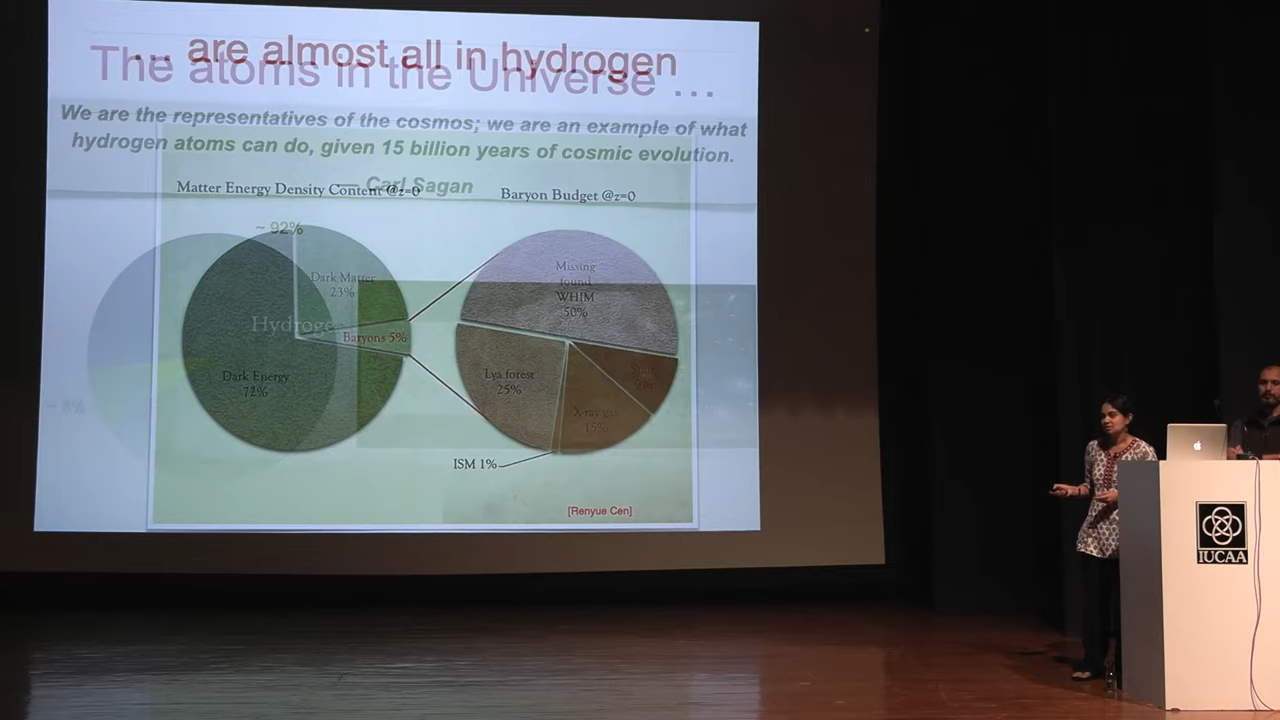 ... are almost all in hydrogen
The atoms in the Universe ...
We are the representatives of the cosmos; we are an example of what
hydrogen atoms can do, given 15 billion years of cosmic evolution.
Carl Sagan
Matter Energy Density Content @z=0
Baryon Budget @z=0
~ 92%
Dark Matter
23%
Baryons 5%
Dark Energy
72%
Missing
found
WHIM
50%
Lya forest
25%
X-ray gas
15%
ISM 1%
[Renyue Cen]
IUCAA